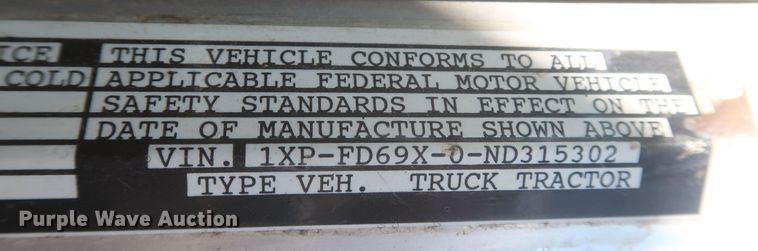 ICE THIS VEHICLE CONFORMS TO ALL
COLD APPLICABLE FEDERAL MOTOR VEHICLE
SAFETY STANDARDS IN EFFECT ON THE
DATE OF MANUFACTURE SHOWN ABOVE
VIN. 1XP-FD69X-0-ND315302
TYPE VEH. TRUCK TRACTOR
Purple Wave Auction